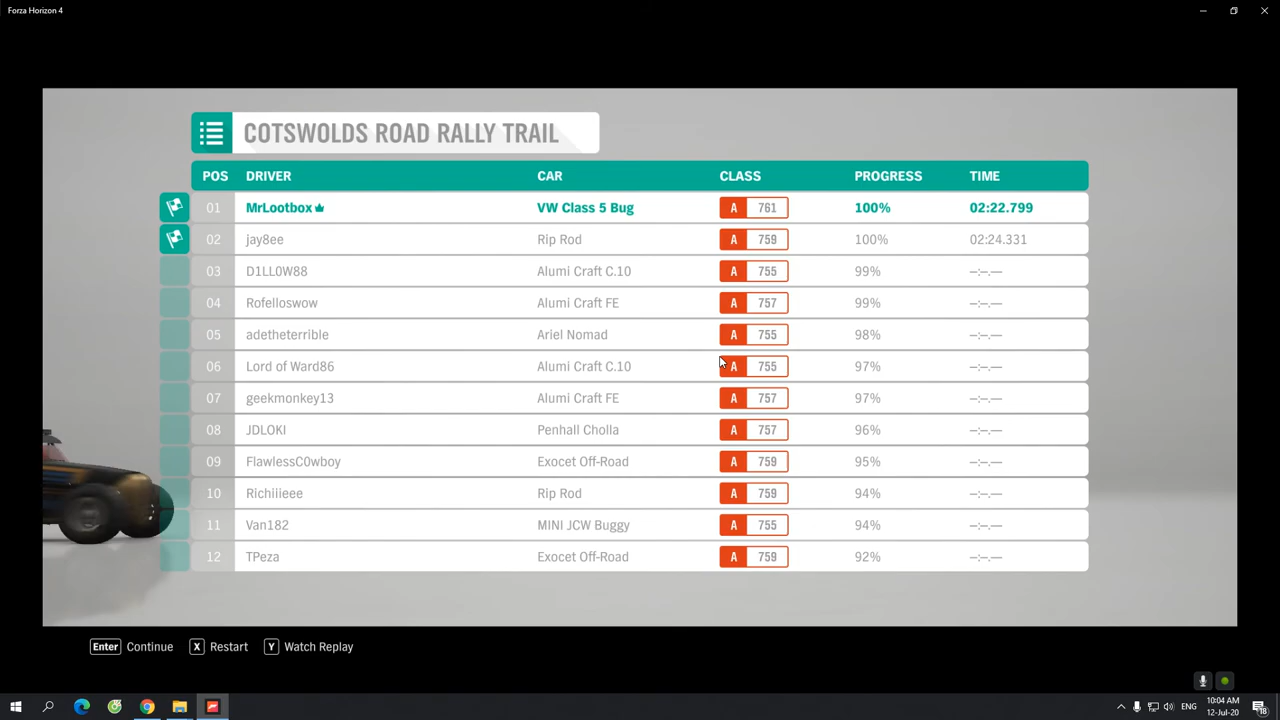 Forza Horizon 4
COTSWOLDS ROAD RALLY TRAIL
POS DRIVER CAR CLASS PROGRESS TIME
01 MrLootbox VW Class 5 Bug A 761 100% 02:22.799
02 jay8ee Rip Rod A 759 100% 02:24.331
03 D1LL0W88 Alumi Craft C.10 A 755 99% --:--.---
04 Rofelloswow Alumi Craft FE A 757 99% --:--.---
05 adetheterrible Ariel Nomad A 755 98% --:--.---
06 Lord of Ward86 Alumi Craft C.10 A 755 97% --:--.---
07 geekmonkey13 Alumi Craft FE A 757 97% --:--.---
08 JDLOKI Penhall Cholla A 757 96% --:--.---
09 FlawlessC0wboy Exocet Off-Road A 759 95% --:--.---
10 Richiiieee Rip Rod A 759 94% --:--.---
11 Van182 MINI JCW Buggy A 755 94% --:--.---
12 TPeza Exocet Off-Road A 759 92% --:--.---
Enter Continue X Restart Y Watch Replay
ENG 10:04 AM
12-Jul-20 18